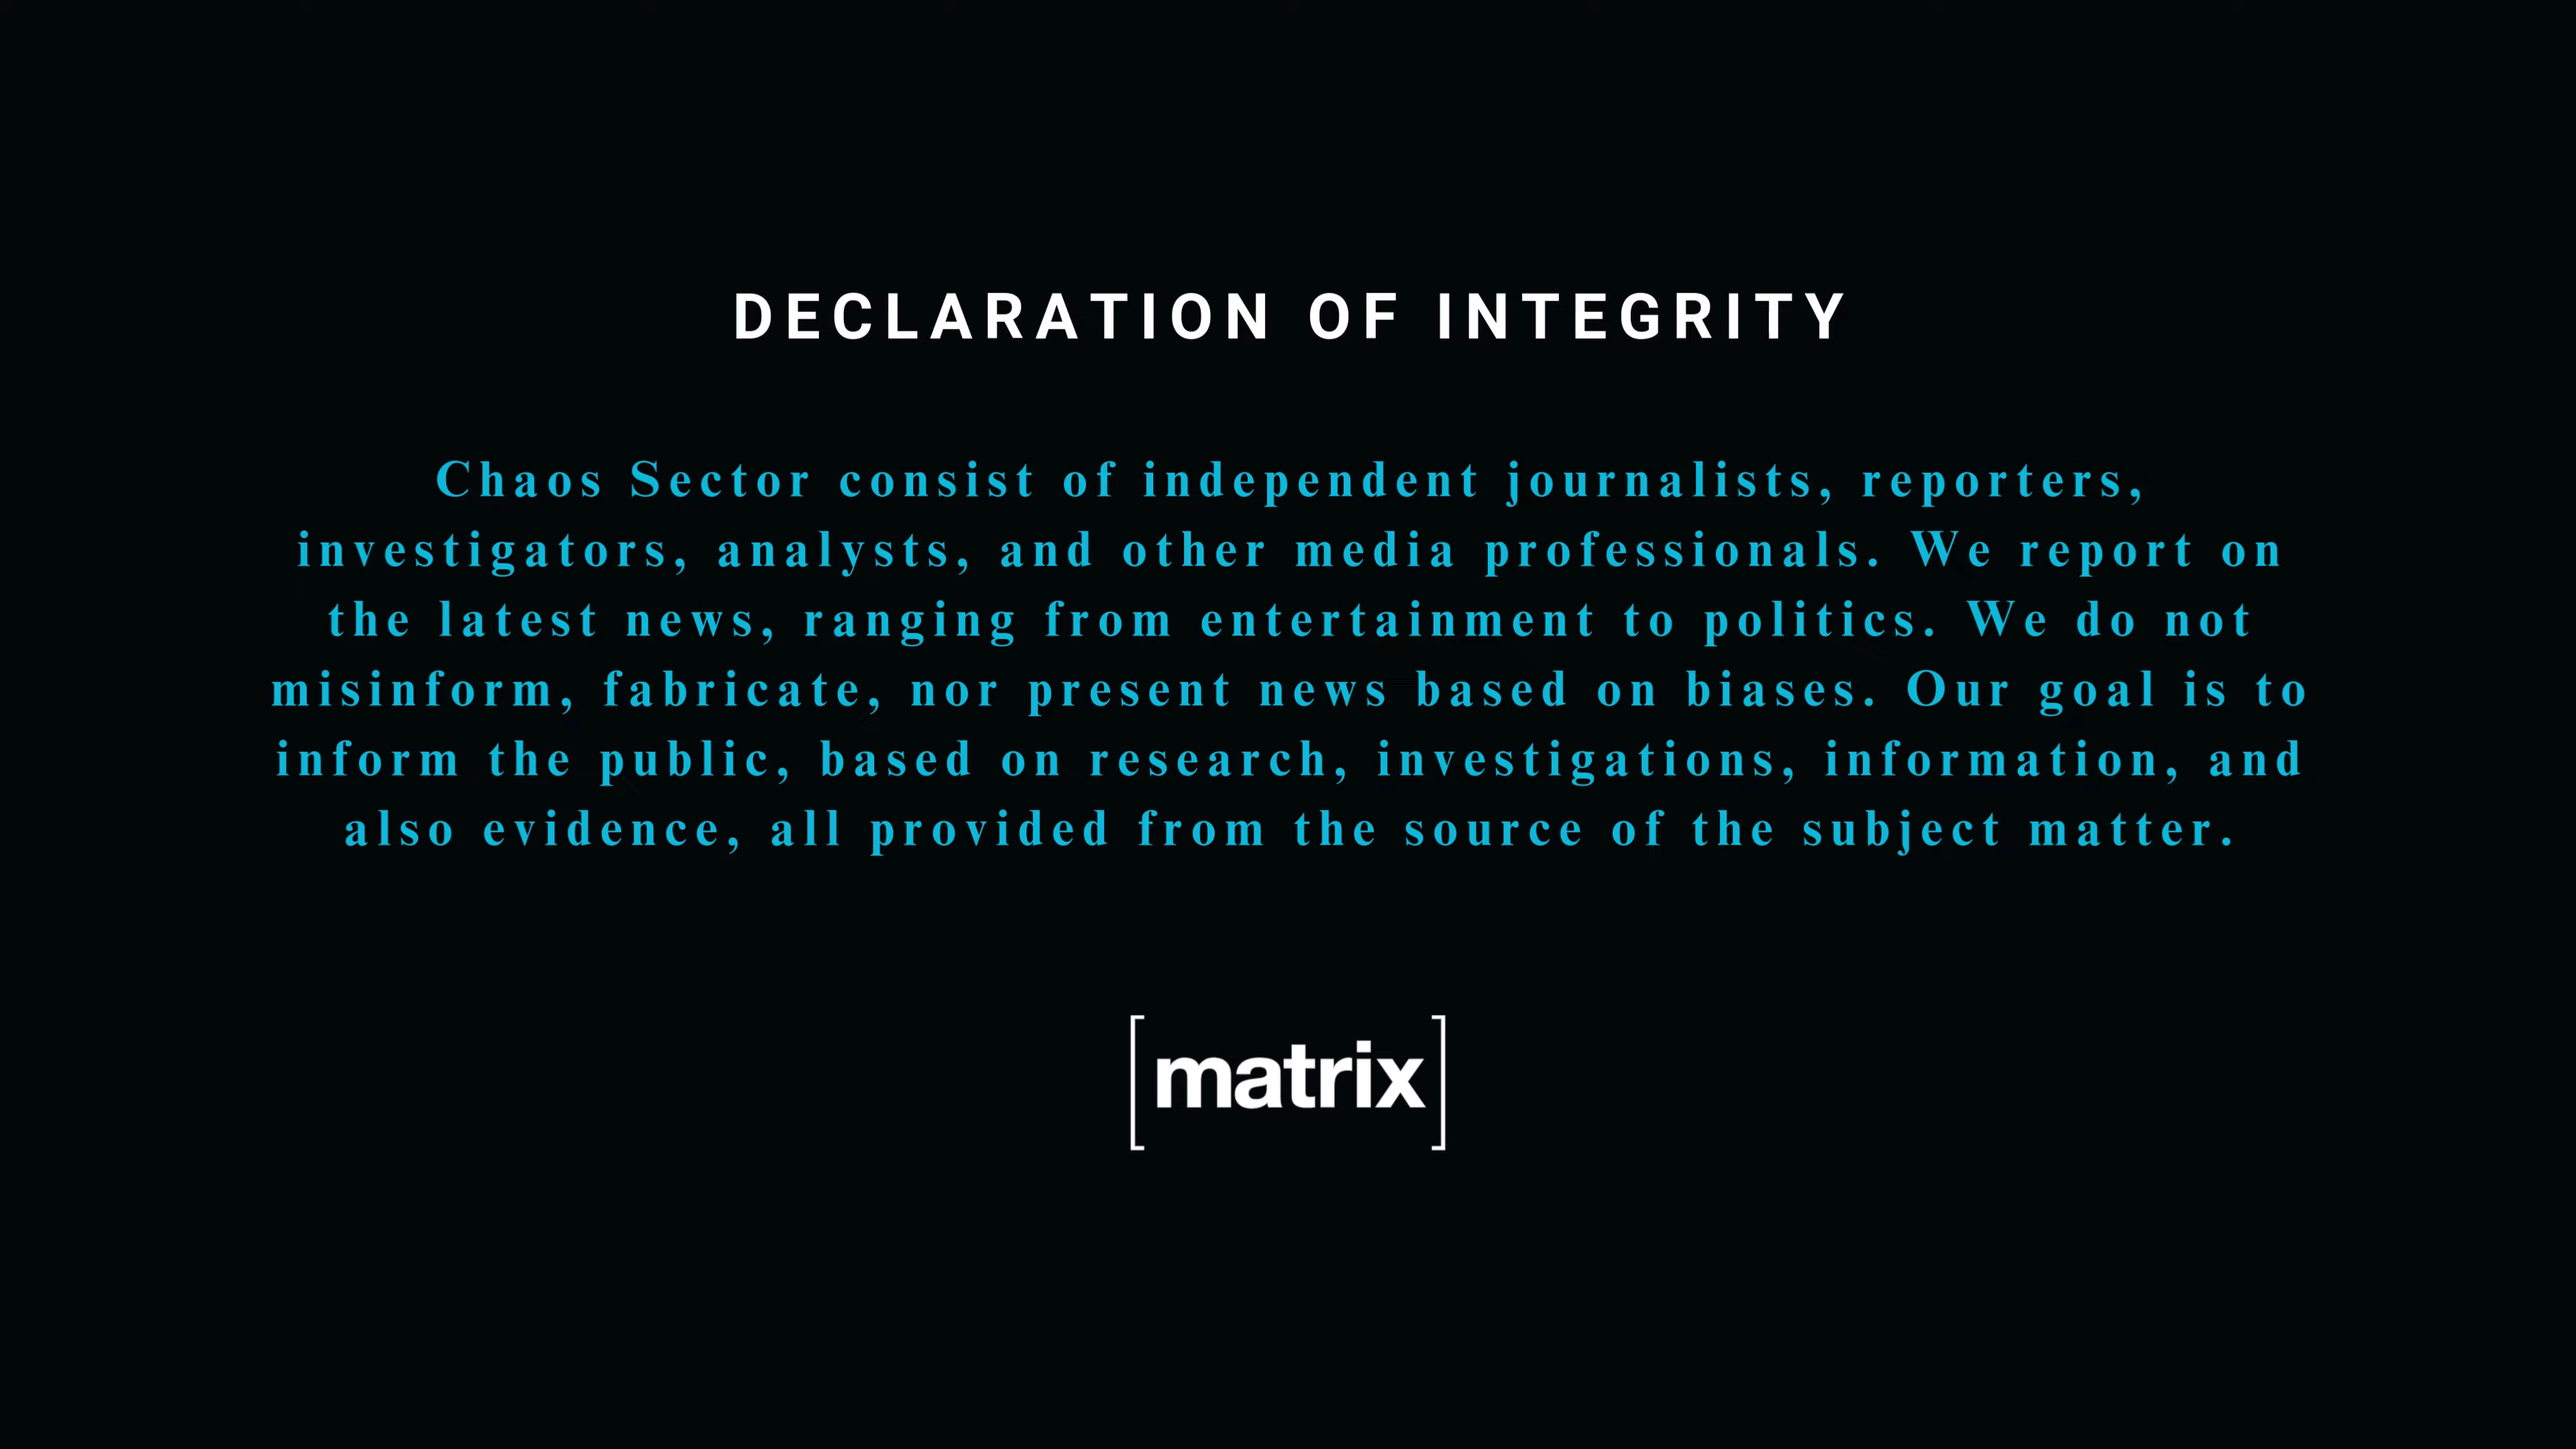 DECLARATION OF INTEGRITY
Chaos Sector consist of independent journalists, reporters,
investigators, analysts, and other media professionals. We report on
the latest news, ranging from entertainment to politics. We do not
misinform, fabricate, nor present news based on biases. Our goal is to
inform the public, based on research, investigations, information, and
also evidence, all provided from the source of the subject matter.
[matrix]